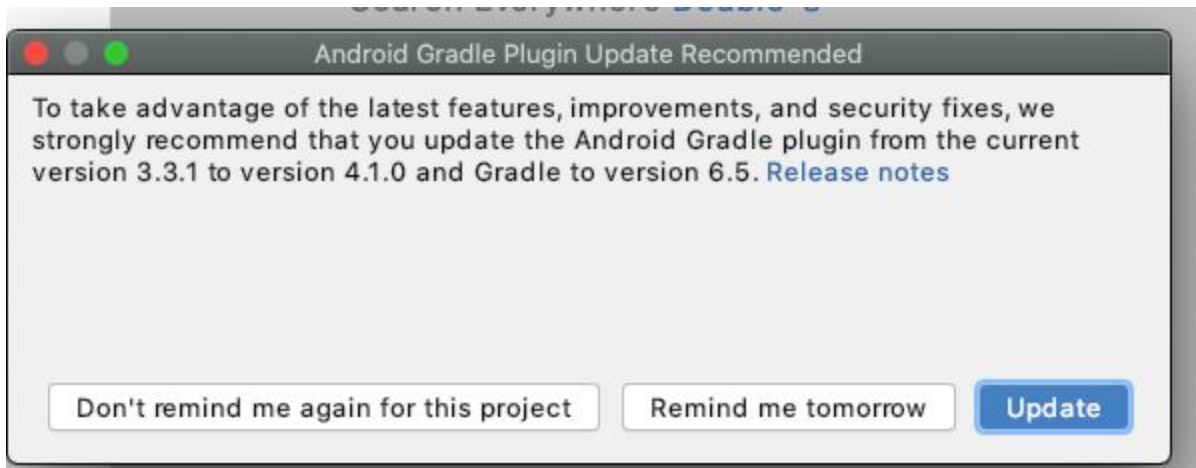 Android Gradle Plugin Update Recommended
To take advantage of the latest features, improvements, and security fixes, we
strongly recommend that you update the Android Gradle plugin from the current
version 3.3.1 to version 4.1.0 and Gradle to version 6.5. Release notes
Don't remind me again for this project
Remind me tomorrow
Update